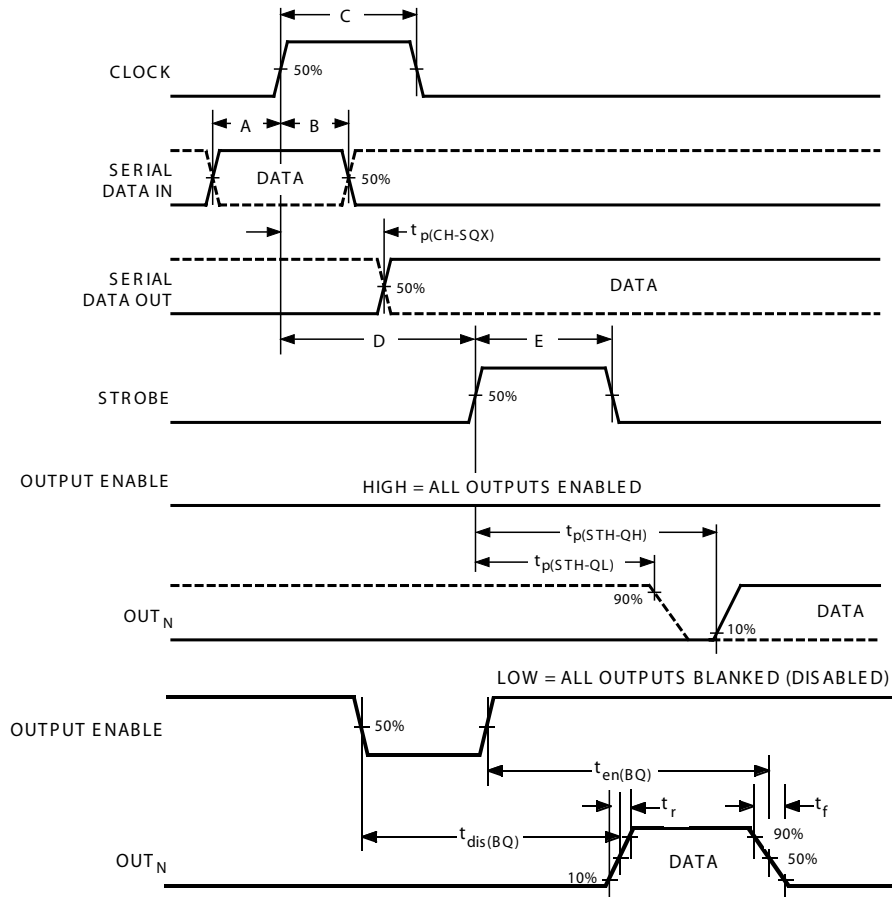 C
CLOCK
50%
A
B
SERIAL
DATA IN
DATA
50%
t p(CH-SQX)
SERIAL
DATA OUT
50%
DATA
D
E
STROBE
50%
OUTPUT ENABLE
HIGH = ALL OUTPUTS ENABLED
t p(STH-QH)
t p(STH-QL)
90%
DATA
OUT N
10%
LOW = ALL OUTPUTS BLANKED (DISABLED)
OUTPUT ENABLE
50%
t en(BQ)
t r
t f
t dis(BQ)
90%
OUT N
DATA
50%
10%